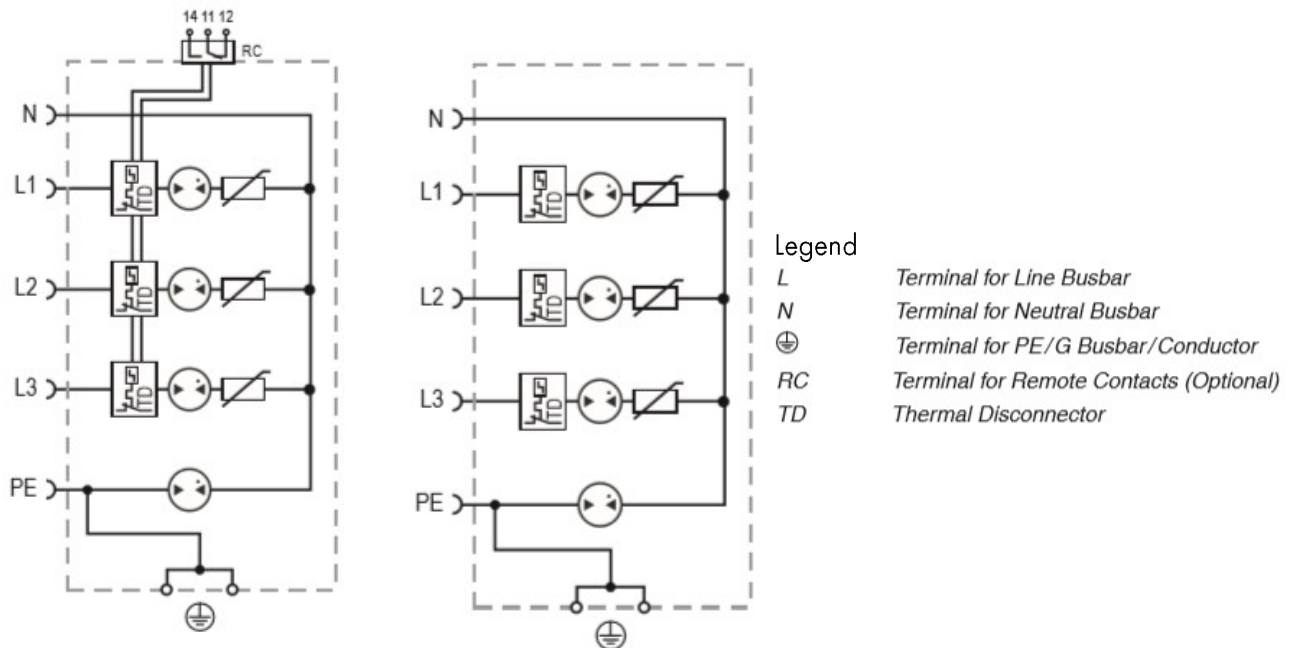 14 11 12
RC
N
L1
TD
L2
TD
L3
TD
PE
N
L1
TD
L2
TD
L3
TD
PE
Legend
L Terminal for Line Busbar
N Terminal for Neutral Busbar
Terminal for PE/G Busbar/Conductor
RC Terminal for Remote Contacts (Optional)
TD Thermal Disconnector